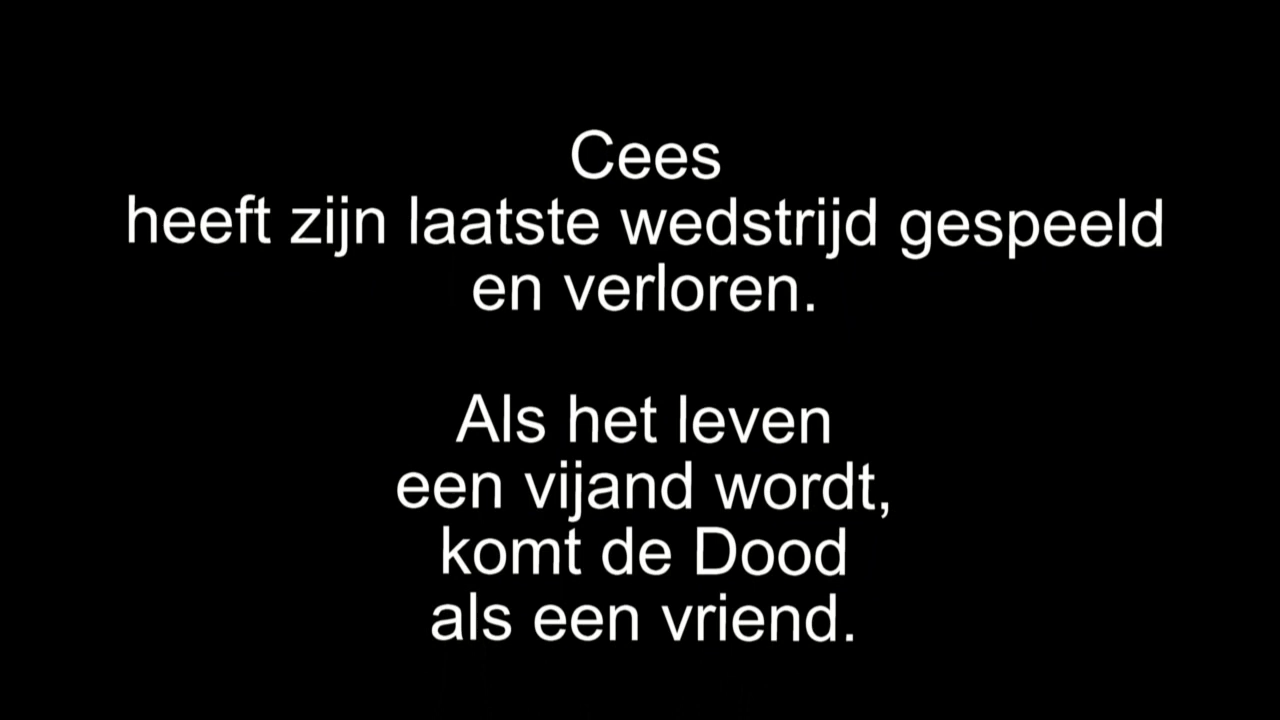 Cees
heeft zijn laatste wedstrijd gespeeld
en verloren.
Als het leven
een vijand wordt,
komt de Dood
als een vriend.